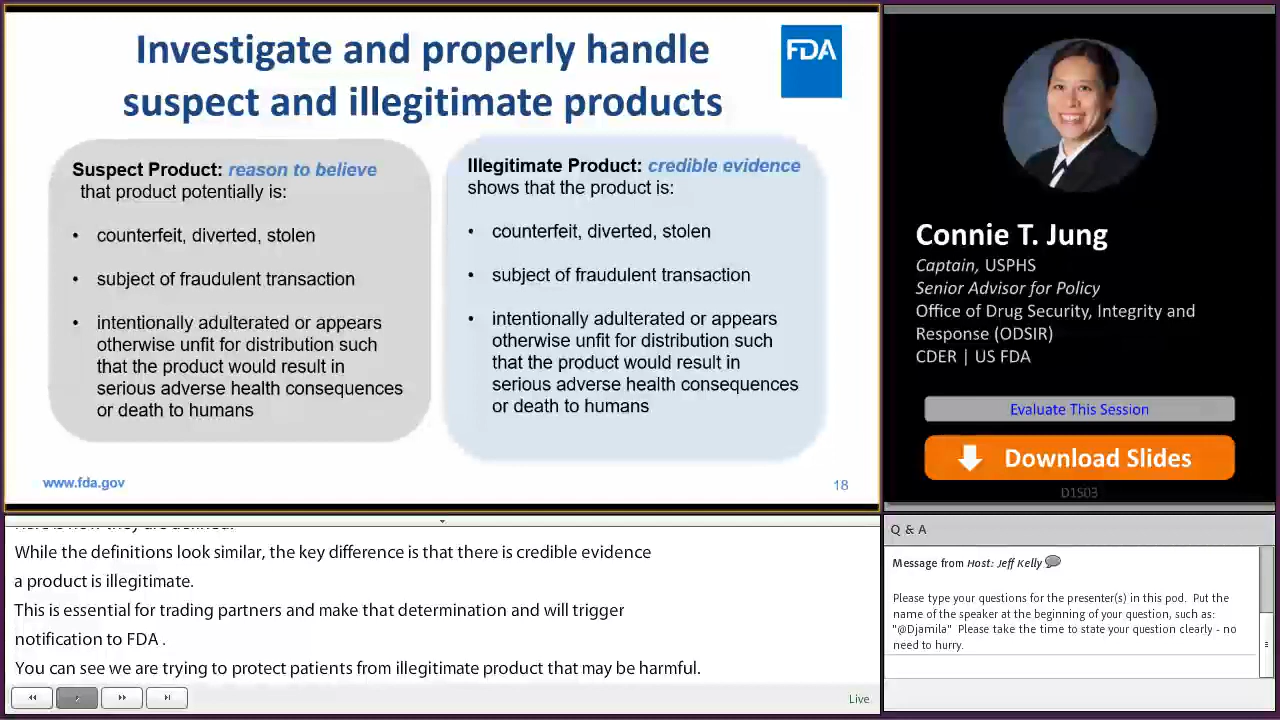 Investigate and properly handle
suspect and illegitimate products
FDA
Suspect Product: reason to believe
that product potentially is:
• counterfeit, diverted, stolen
• subject of fraudulent transaction
• intentionally adulterated or appears
otherwise unfit for distribution such
that the product would result in
serious adverse health consequences
or death to humans
Illegitimate Product: credible evidence
shows that the product is:
• counterfeit, diverted, stolen
• subject of fraudulent transaction
• intentionally adulterated or appears
otherwise unfit for distribution such
that the product would result in
serious adverse health consequences
or death to humans
www.fda.gov
18
Connie T. Jung
Captain, USPHS
Senior Advisor for Policy
Office of Drug Security, Integrity and
Response (ODSIR)
CDER | US FDA
Evaluate This Session
Download Slides
D1S03
While the definitions look similar, the key difference is that there is credible evidence
a product is illegitimate.
This is essential for trading partners and make that determination and will trigger
notification to FDA .
You can see we are trying to protect patients from illegitimate product that may be harmful.
Live
Q & A
Message from Host: Jeff Kelly
Please type your questions for the presenter(s) in this pod. Put the
name of the speaker at the beginning of your question, such as:
"@Djamila" Please take the time to state your question clearly - no
need to hurry.